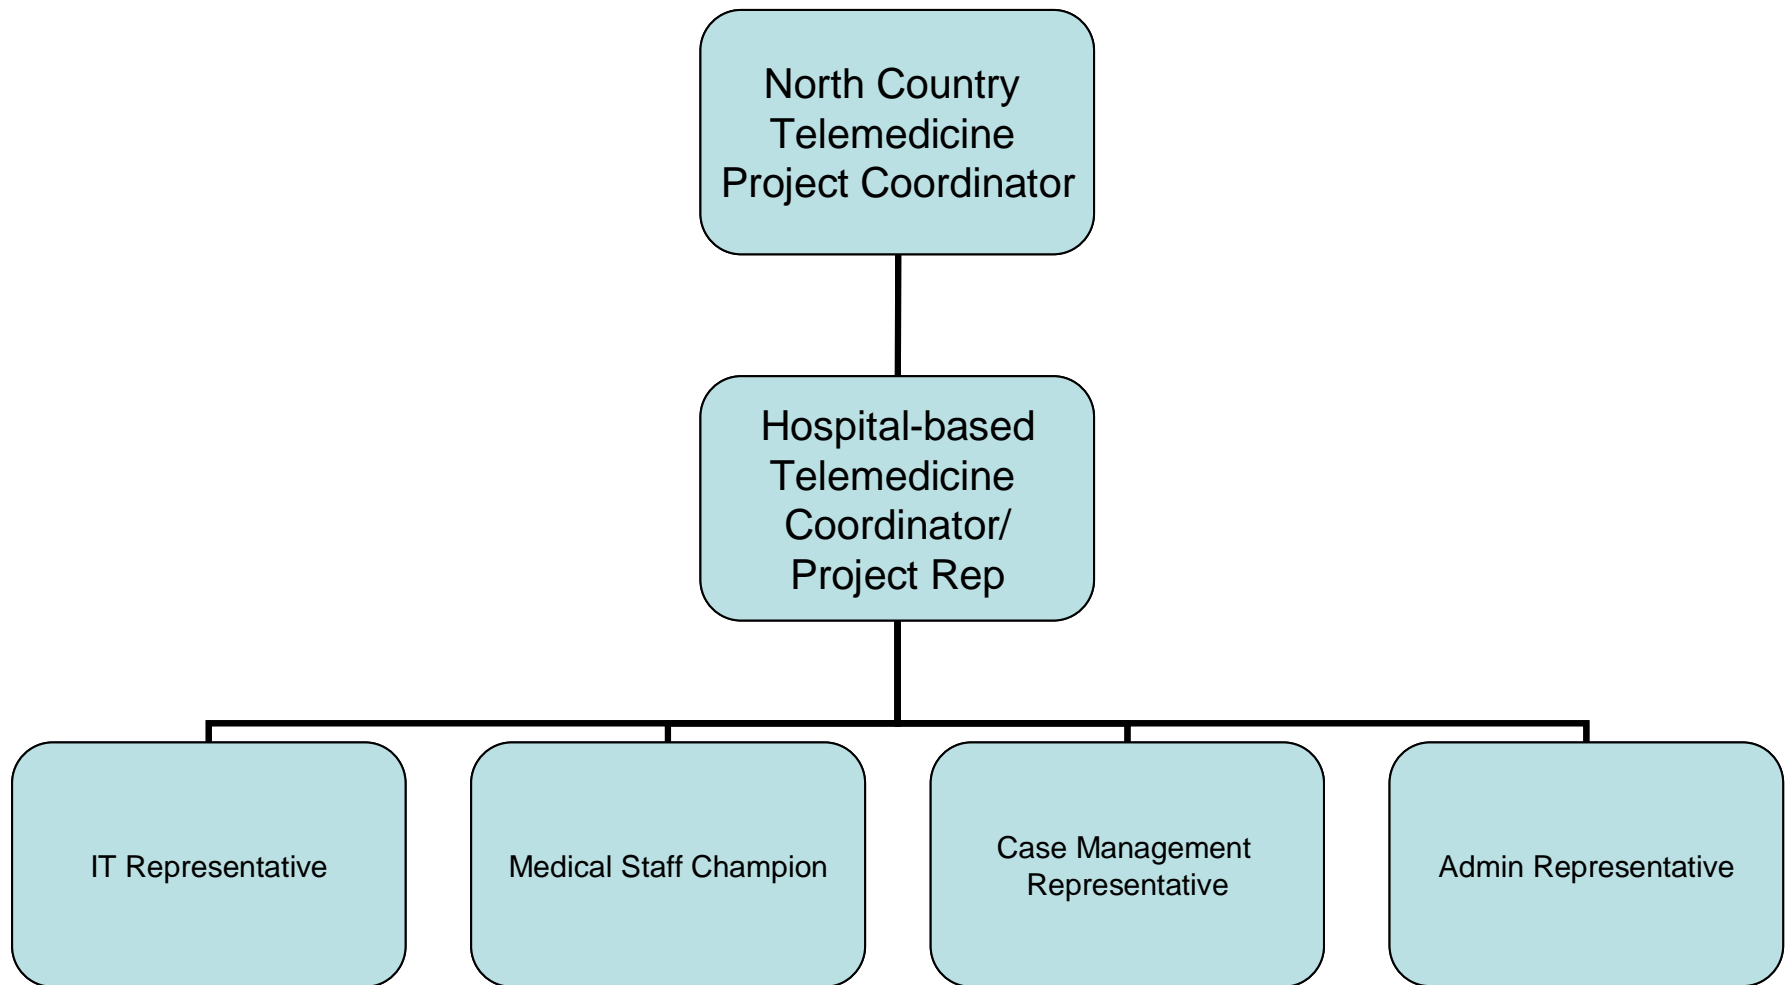 North Country
Telemedicine
Project Coordinator
Hospital-based
Telemedicine
Coordinator/
Project Rep
IT Representative
Medical Staff Champion
Case Management
Representative
Admin Representative